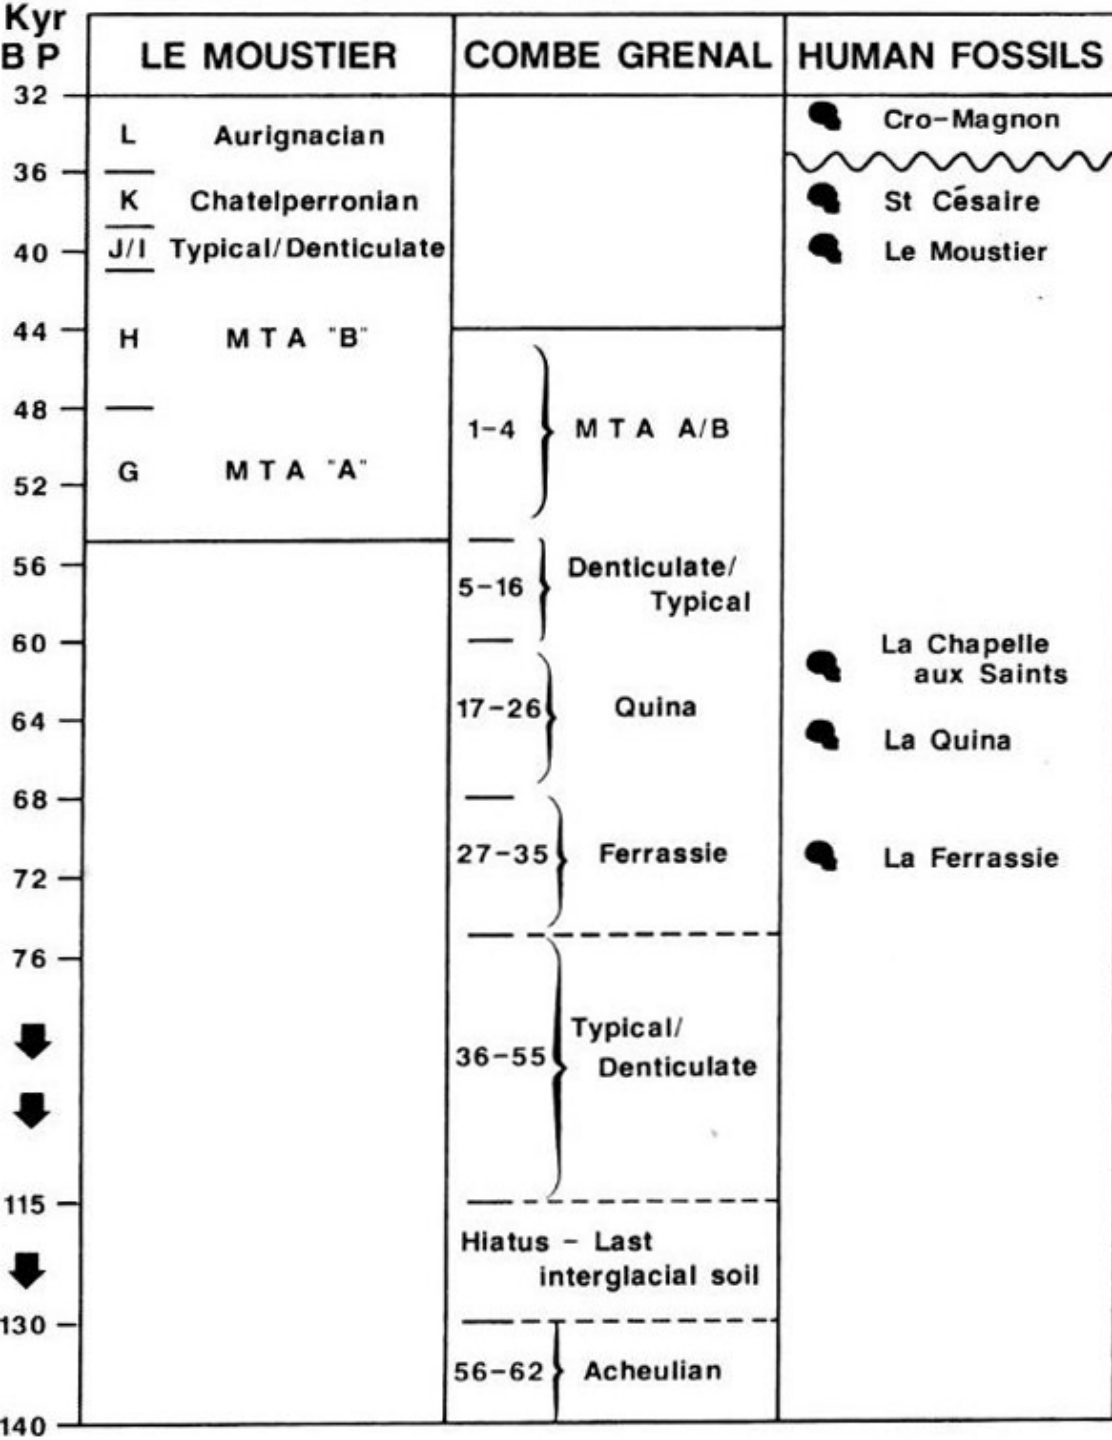 Kyr
B P
LE MOUSTIER
COMBE GRENAL
HUMAN FOSSILS
32
36
40
44
48
52
56
60
64
68
72
76
115
130
140
L Aurignacian
K Chatelperronian
J/I Typical/Denticulate
H M T A "B"
G M T A "A"
1-4 M T A A/B
5-16 Denticulate/
Typical
17-26 Quina
27-35 Ferrassie
36-55 Typical/
Denticulate
Hiatus - Last
interglacial soil
56-62 Acheulian
Cro-Magnon
St Césaire
Le Moustier
La Chapelle
aux Saints
La Quina
La Ferrassie